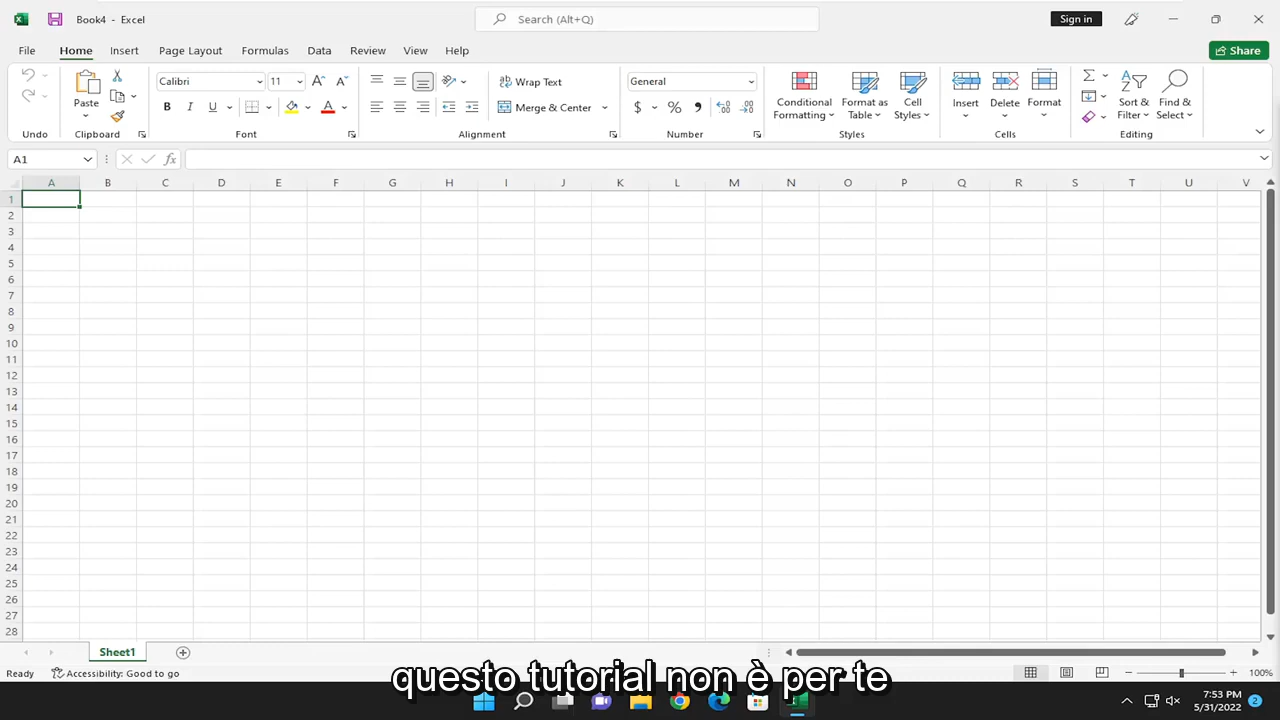 Book4 - Excel
Search (Alt+Q)
Sign in
File Home Insert Page Layout Formulas Data Review View Help
Share
Calibri 11
Wrap Text
General
Paste
Merge & Center
$ % 9
Conditional Formatting
Format as Table
Cell Styles
Insert
Delete
Format
Sort & Filter
Find & Select
Undo Clipboard Font Alignment Number Styles Cells Editing
A1
fx
A B C D E F G H I J K L M N O P Q R S T U V
1
2
3
4
5
6
7
8
9
10
11
12
13
14
15
16
17
18
19
20
21
22
23
24
25
26
27
28
Sheet1
Ready
Accessibility: Good to go
100%
questo tutorial non è per te
7:53 PM
5/31/2022
2